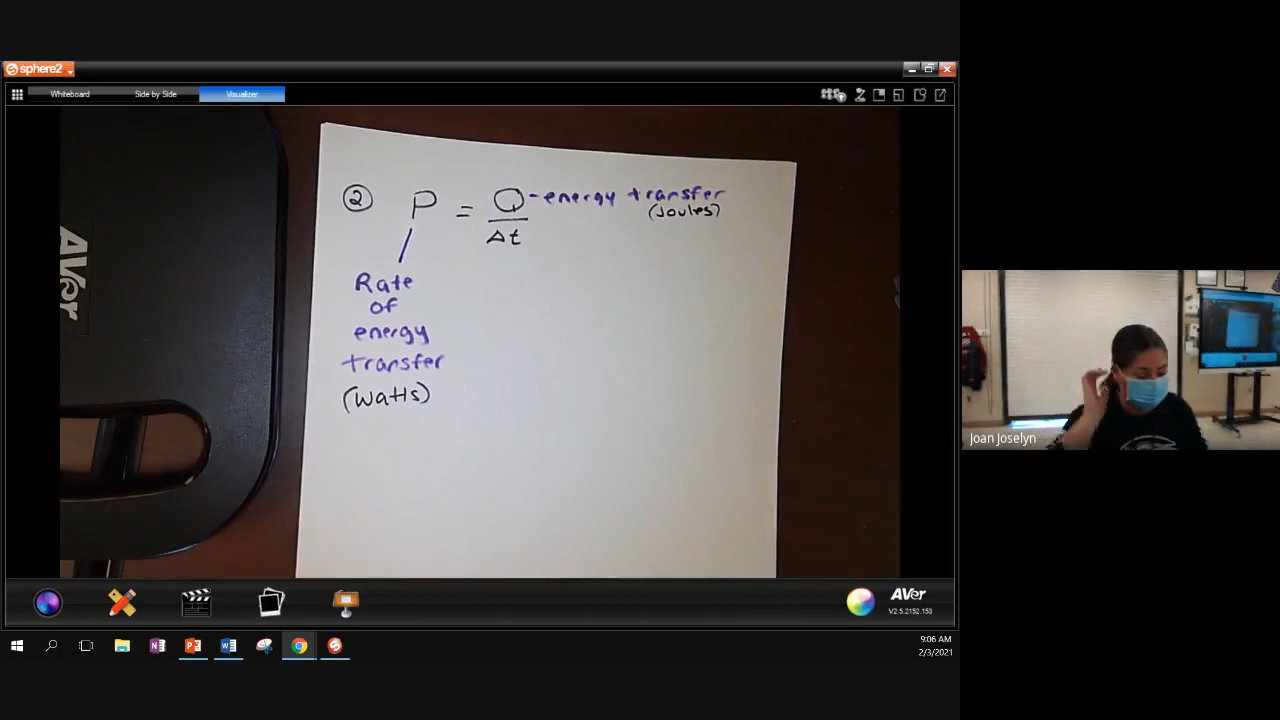 sphere2
Whiteboard
Side by Side
Visualizer
② P = Q - energy transfer
(Joules)
Δt
Rate
of
energy
transfer
(Watts)
AVer
Joan Joselyn
AVer
V2.5.2152.153
9:06 AM
2/3/2021